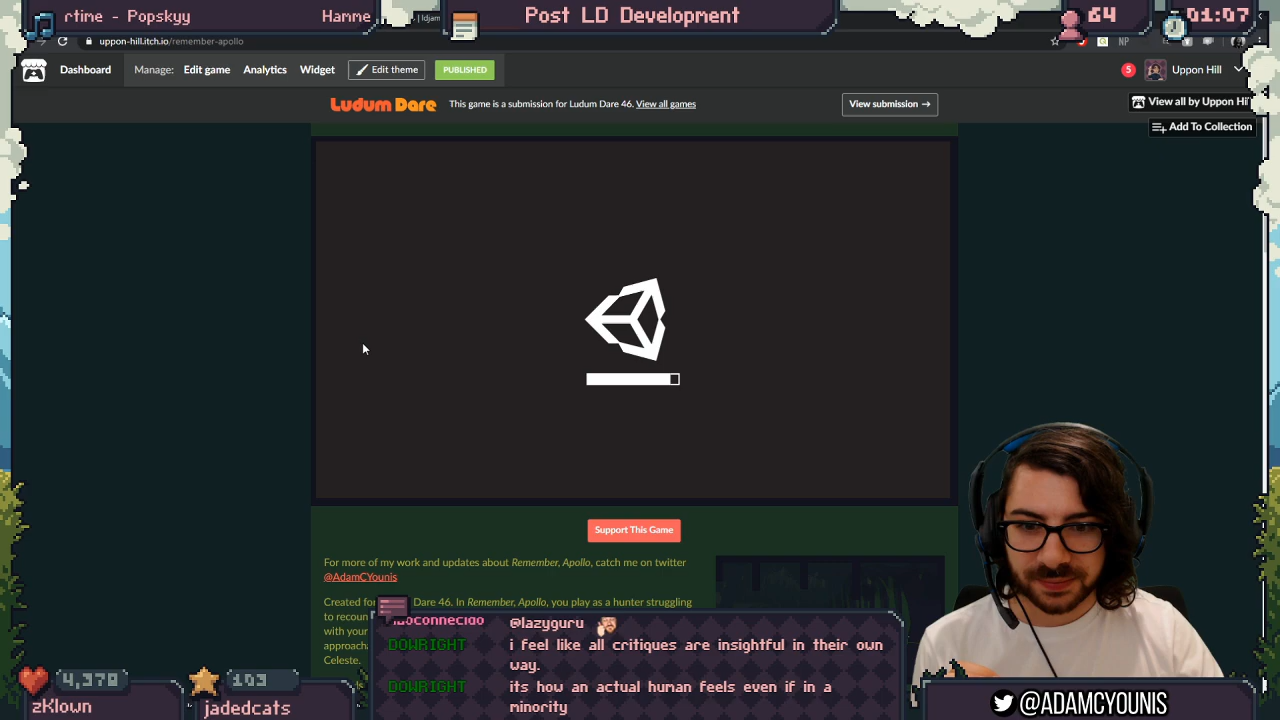 rtime - Popskyy
Hamme
Post LD Development
64
01:07
uppon-hill.itch.io/remember-apollo
NP
Dashboard
Manage:
Edit game
Analytics
Widget
Edit theme
PUBLISHED
5
Uppon Hill
LUDUM DARE
This game is a submission for Ludum Dare 46. View all games
View submission →
View all by Uppon Hil
Add To Collection
Support This Game
For more of my work and updates about Remember, Apollo, catch me on twitter
@AdamCYounis
Created for
Dare 46. In Remember, Apollo, you play as a hunter struggling
to recoun
with your
approach
Celeste.
@lazyguru
DOWRIGHT i feel like all critiques are insightful in their own
way.
DOWRIGHT its how an actual human feels even if in a
minority
4,378
zKlown
103
jadedcats
@ADAMCYOUNIS